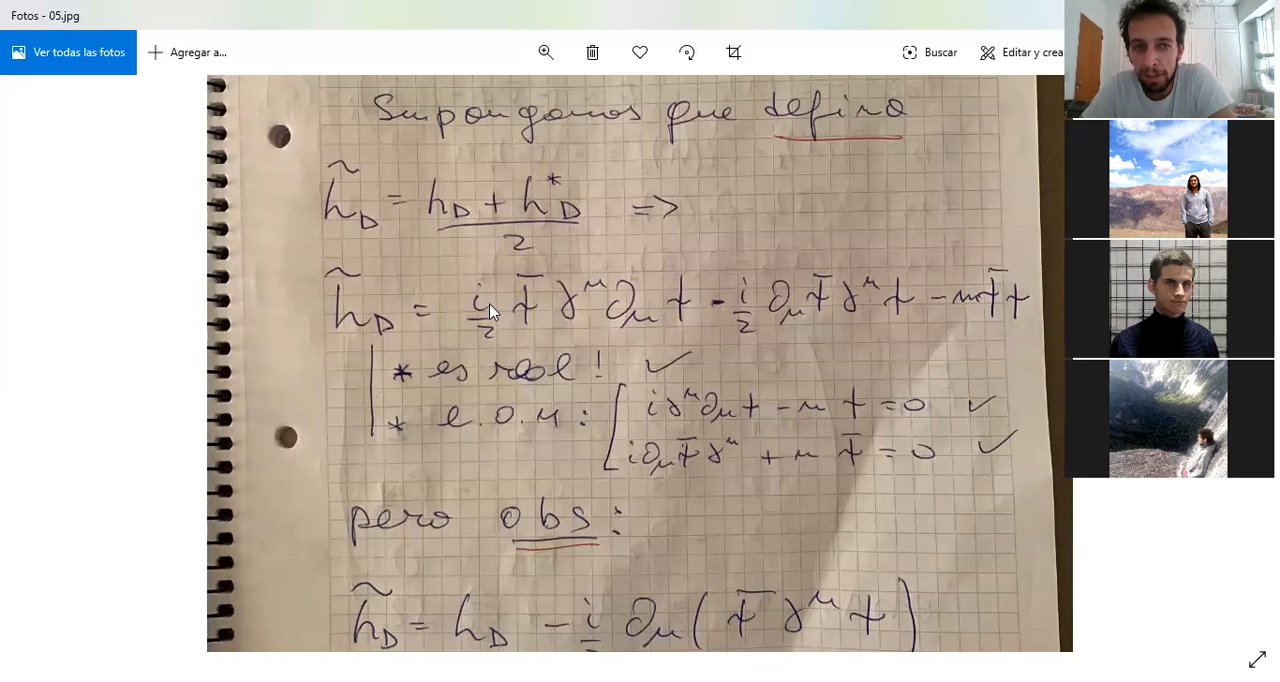 Fotos - 05.jpg
Ver todas las fotos
Agregar a...
Buscar
Editar y crea
Supongamos que defino
h̃_D = (h_D + h_D^*)/2 =>
h̃_D = i/2 ψ̄ γ^μ ∂_μ ψ - i/2 ∂_μ ψ̄ γ^μ ψ - m ψ̄ ψ
* es real! ✓
* e.o.M: [ i γ^μ ∂_μ ψ - m ψ = 0 ✓
i ∂_μ ψ̄ γ^μ + m ψ̄ = 0 ✓
pero obs:
h̃_D = h_D - i/2 ∂_μ ( ψ̄ γ^μ ψ )